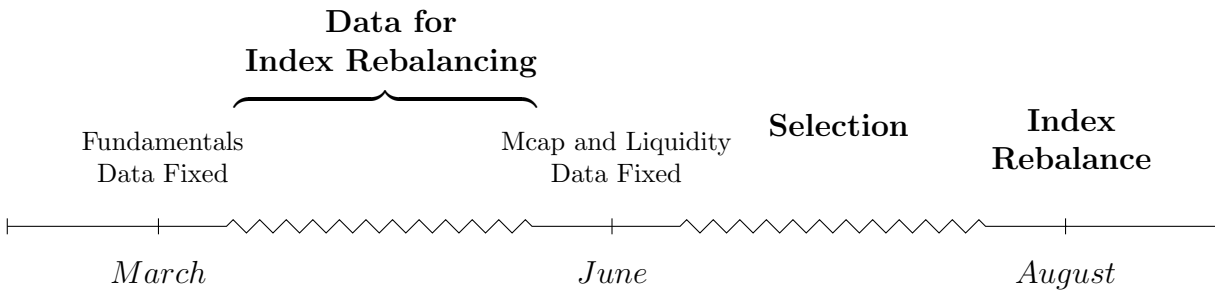 Data for
Index Rebalancing
Fundamentals
Data Fixed
Mcap and Liquidity
Data Fixed
Selection
Index
Rebalance
March
June
August